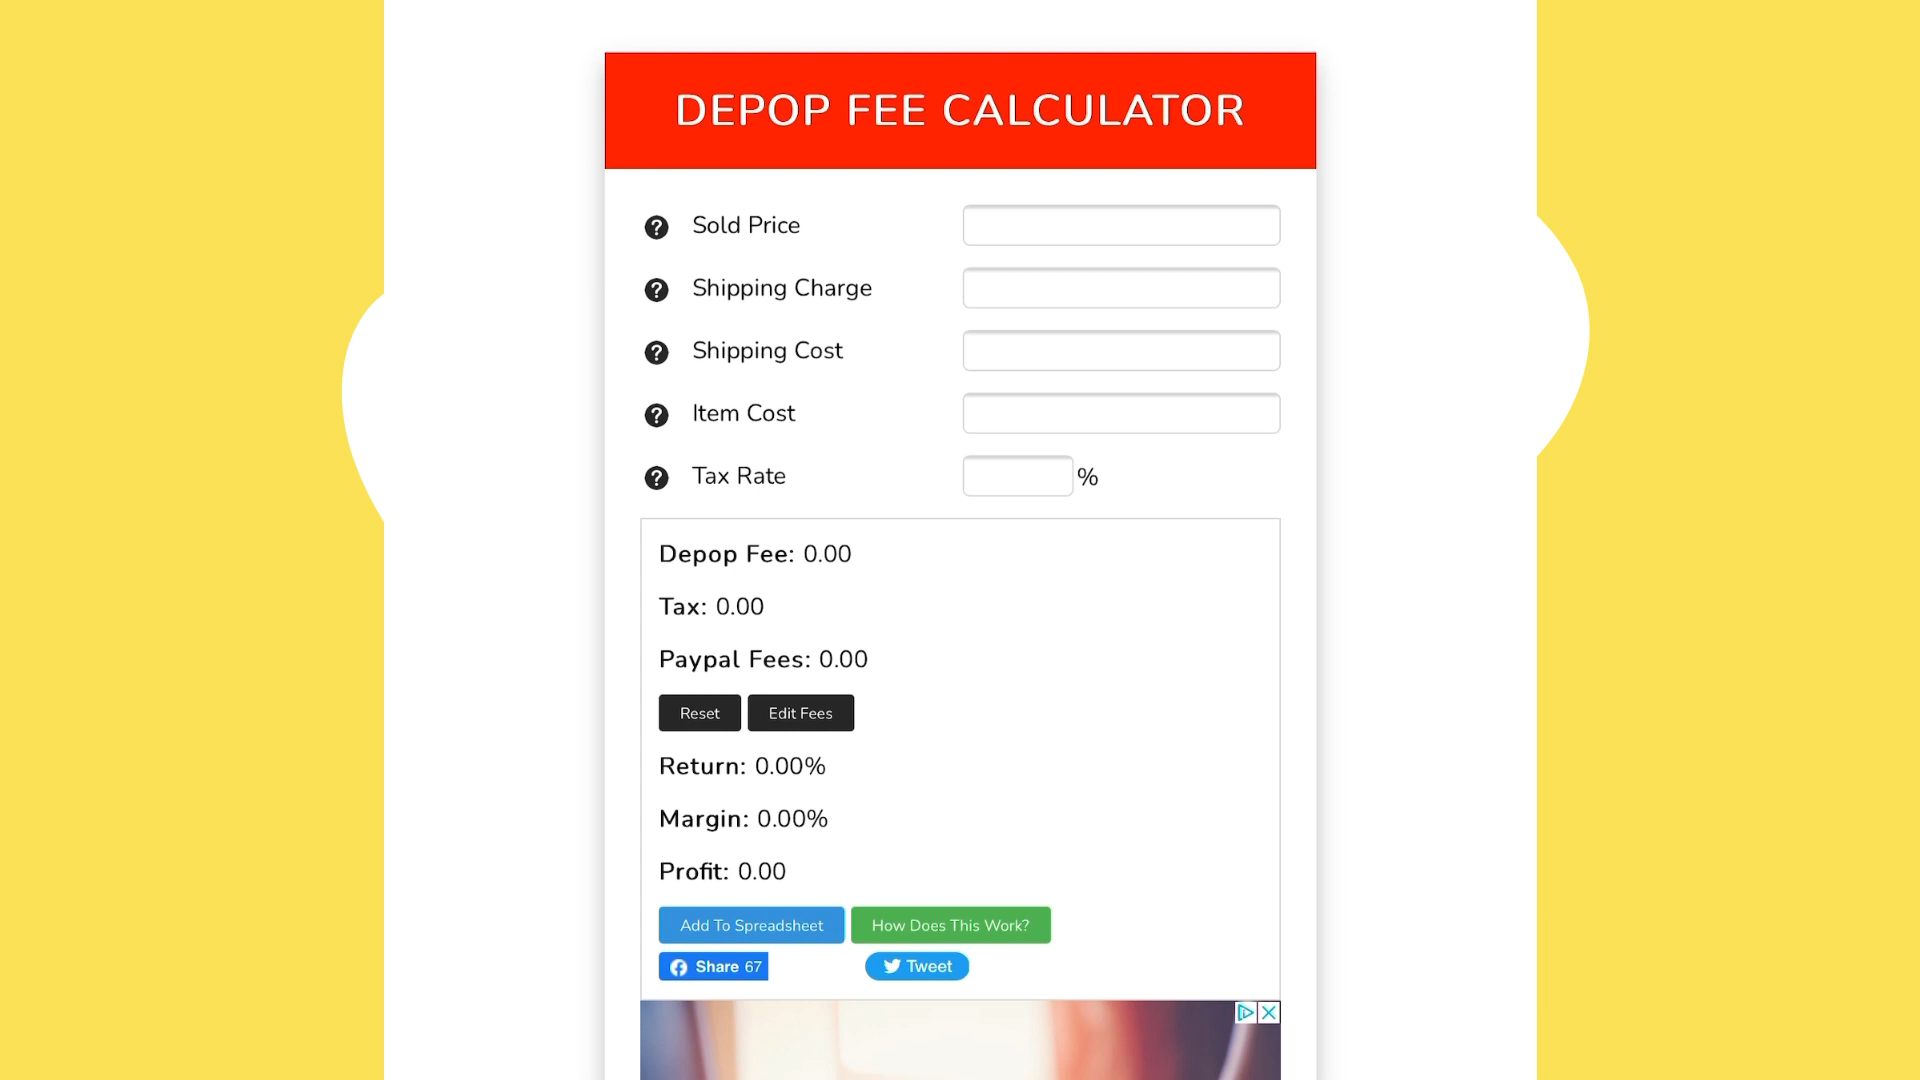 DEPOP FEE CALCULATOR
? Sold Price
? Shipping Charge
? Shipping Cost
? Item Cost
? Tax Rate %
Depop Fee: 0.00
Tax: 0.00
Paypal Fees: 0.00
Reset Edit Fees
Return: 0.00%
Margin: 0.00%
Profit: 0.00
Add To Spreadsheet How Does This Work?
Share 67 Tweet